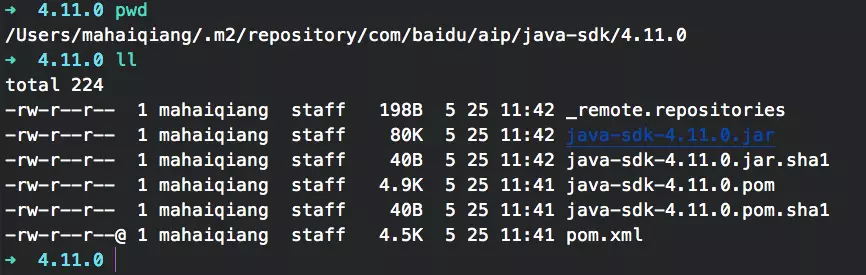 ➜  4.11.0 pwd
/Users/mahaiqiang/.m2/repository/com/baidu/aip/java-sdk/4.11.0
➜  4.11.0 ll
total 224
-rw-r--r--  1 mahaiqiang  staff   198B  5 25 11:42 _remote.repositories
-rw-r--r--  1 mahaiqiang  staff    80K  5 25 11:42 java-sdk-4.11.0.jar
-rw-r--r--  1 mahaiqiang  staff    40B  5 25 11:42 java-sdk-4.11.0.jar.sha1
-rw-r--r--  1 mahaiqiang  staff   4.9K  5 25 11:41 java-sdk-4.11.0.pom
-rw-r--r--  1 mahaiqiang  staff    40B  5 25 11:41 java-sdk-4.11.0.pom.sha1
-rw-r--r--@ 1 mahaiqiang  staff   4.5K  5 25 11:41 pom.xml
➜  4.11.0